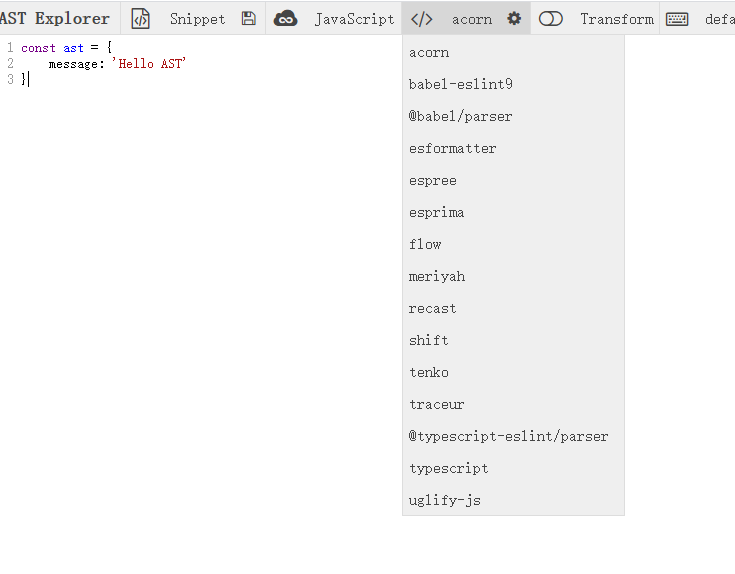 AST Explorer Snippet JavaScript </> acorn Transform defa
1 const ast = {
2     message: 'Hello AST'
3 }
acorn
babel-eslint9
@babel/parser
esformatter
espree
esprima
flow
meriyah
recast
shift
tenko
traceur
@typescript-eslint/parser
typescript
uglify-js